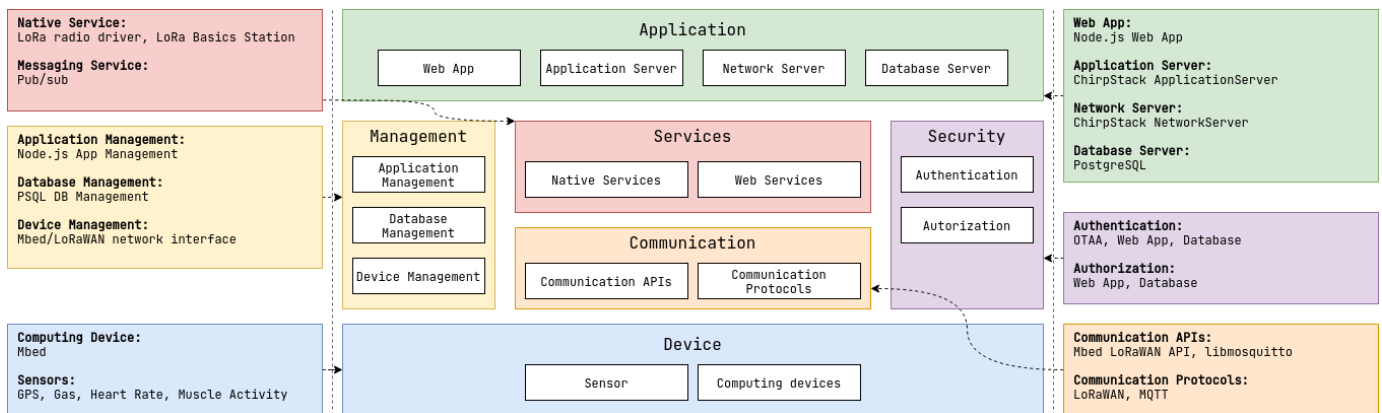 Native Service:
LoRa radio driver, LoRa Basics Station
Messaging Service:
Pub/sub
Application Management:
Node.js App Management
Database Management:
PSQL DB Management
Device Management:
Mbed/LoRaWAN network interface
Computing Device:
Mbed
Sensors:
GPS, Gas, Heart Rate, Muscle Activity
Application
Web App
Application Server
Network Server
Database Server
Management
Application
Management
Database
Management
Device Management
Services
Native Services
Web Services
Communication
Communication APIs
Communication
Protocols
Security
Authentication
Autorization
Device
Sensor
Computing devices
Web App:
Node.js Web App
Application Server:
ChirpStack ApplicationServer
Network Server:
ChirpStack NetworkServer
Database Server:
PostgreSQL
Authentication:
OTAA, Web App, Database
Authorization:
Web App, Database
Communication APIs:
Mbed LoRaWAN API, libmosquitto
Communication Protocols:
LoRaWAN, MQTT